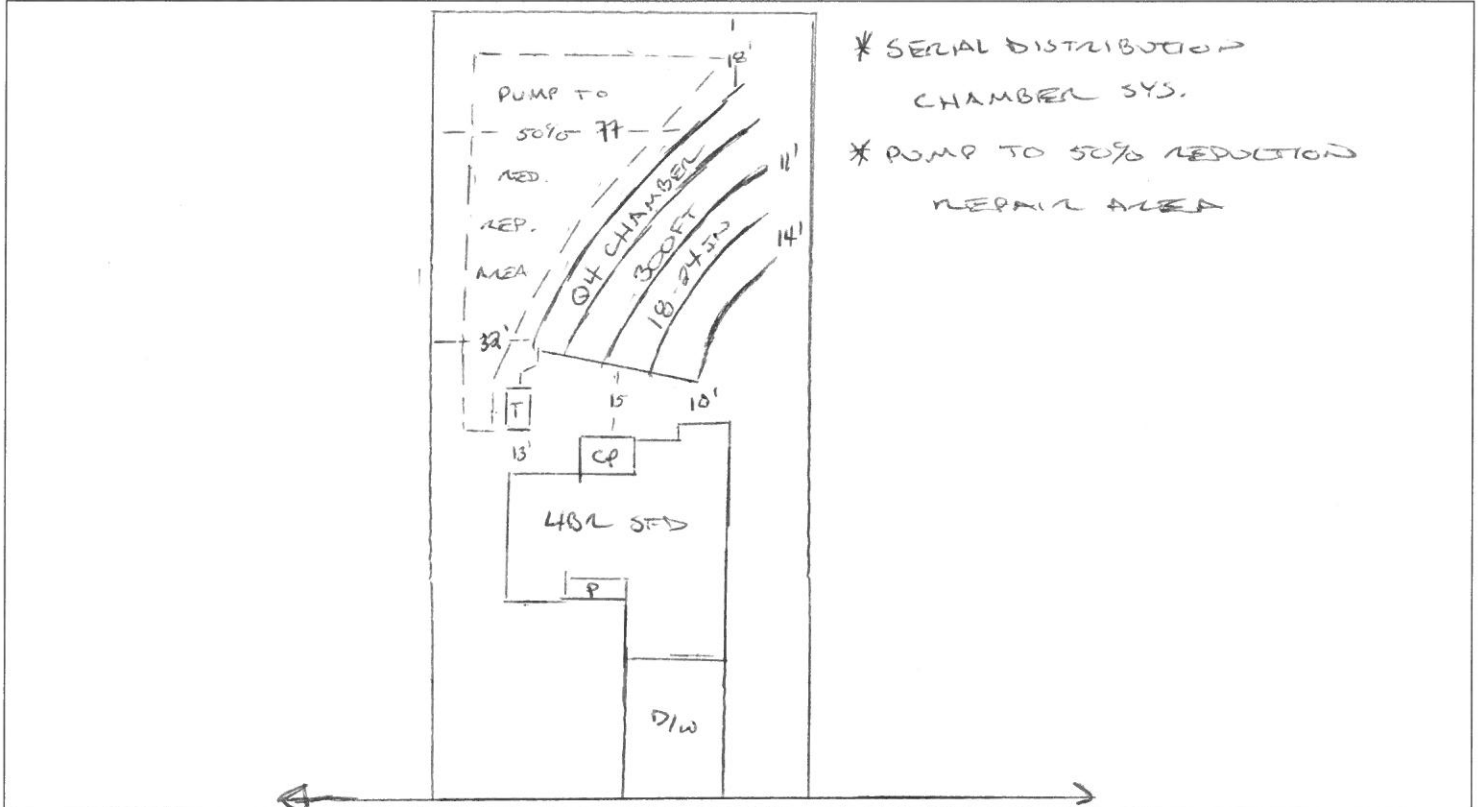 * SERIAL DISTRIBUTION
CHAMBER SYS.
* PUMP TO 50% REDUCTION
REPAIR AREA
18'
PUMP TO
50% 77
RED.
REP.
AREA
Q4 CHAMBER
300FT
18-24IN
11'
14'
32'
T
13'
15
10'
CP
4BR SFD
P
D/W